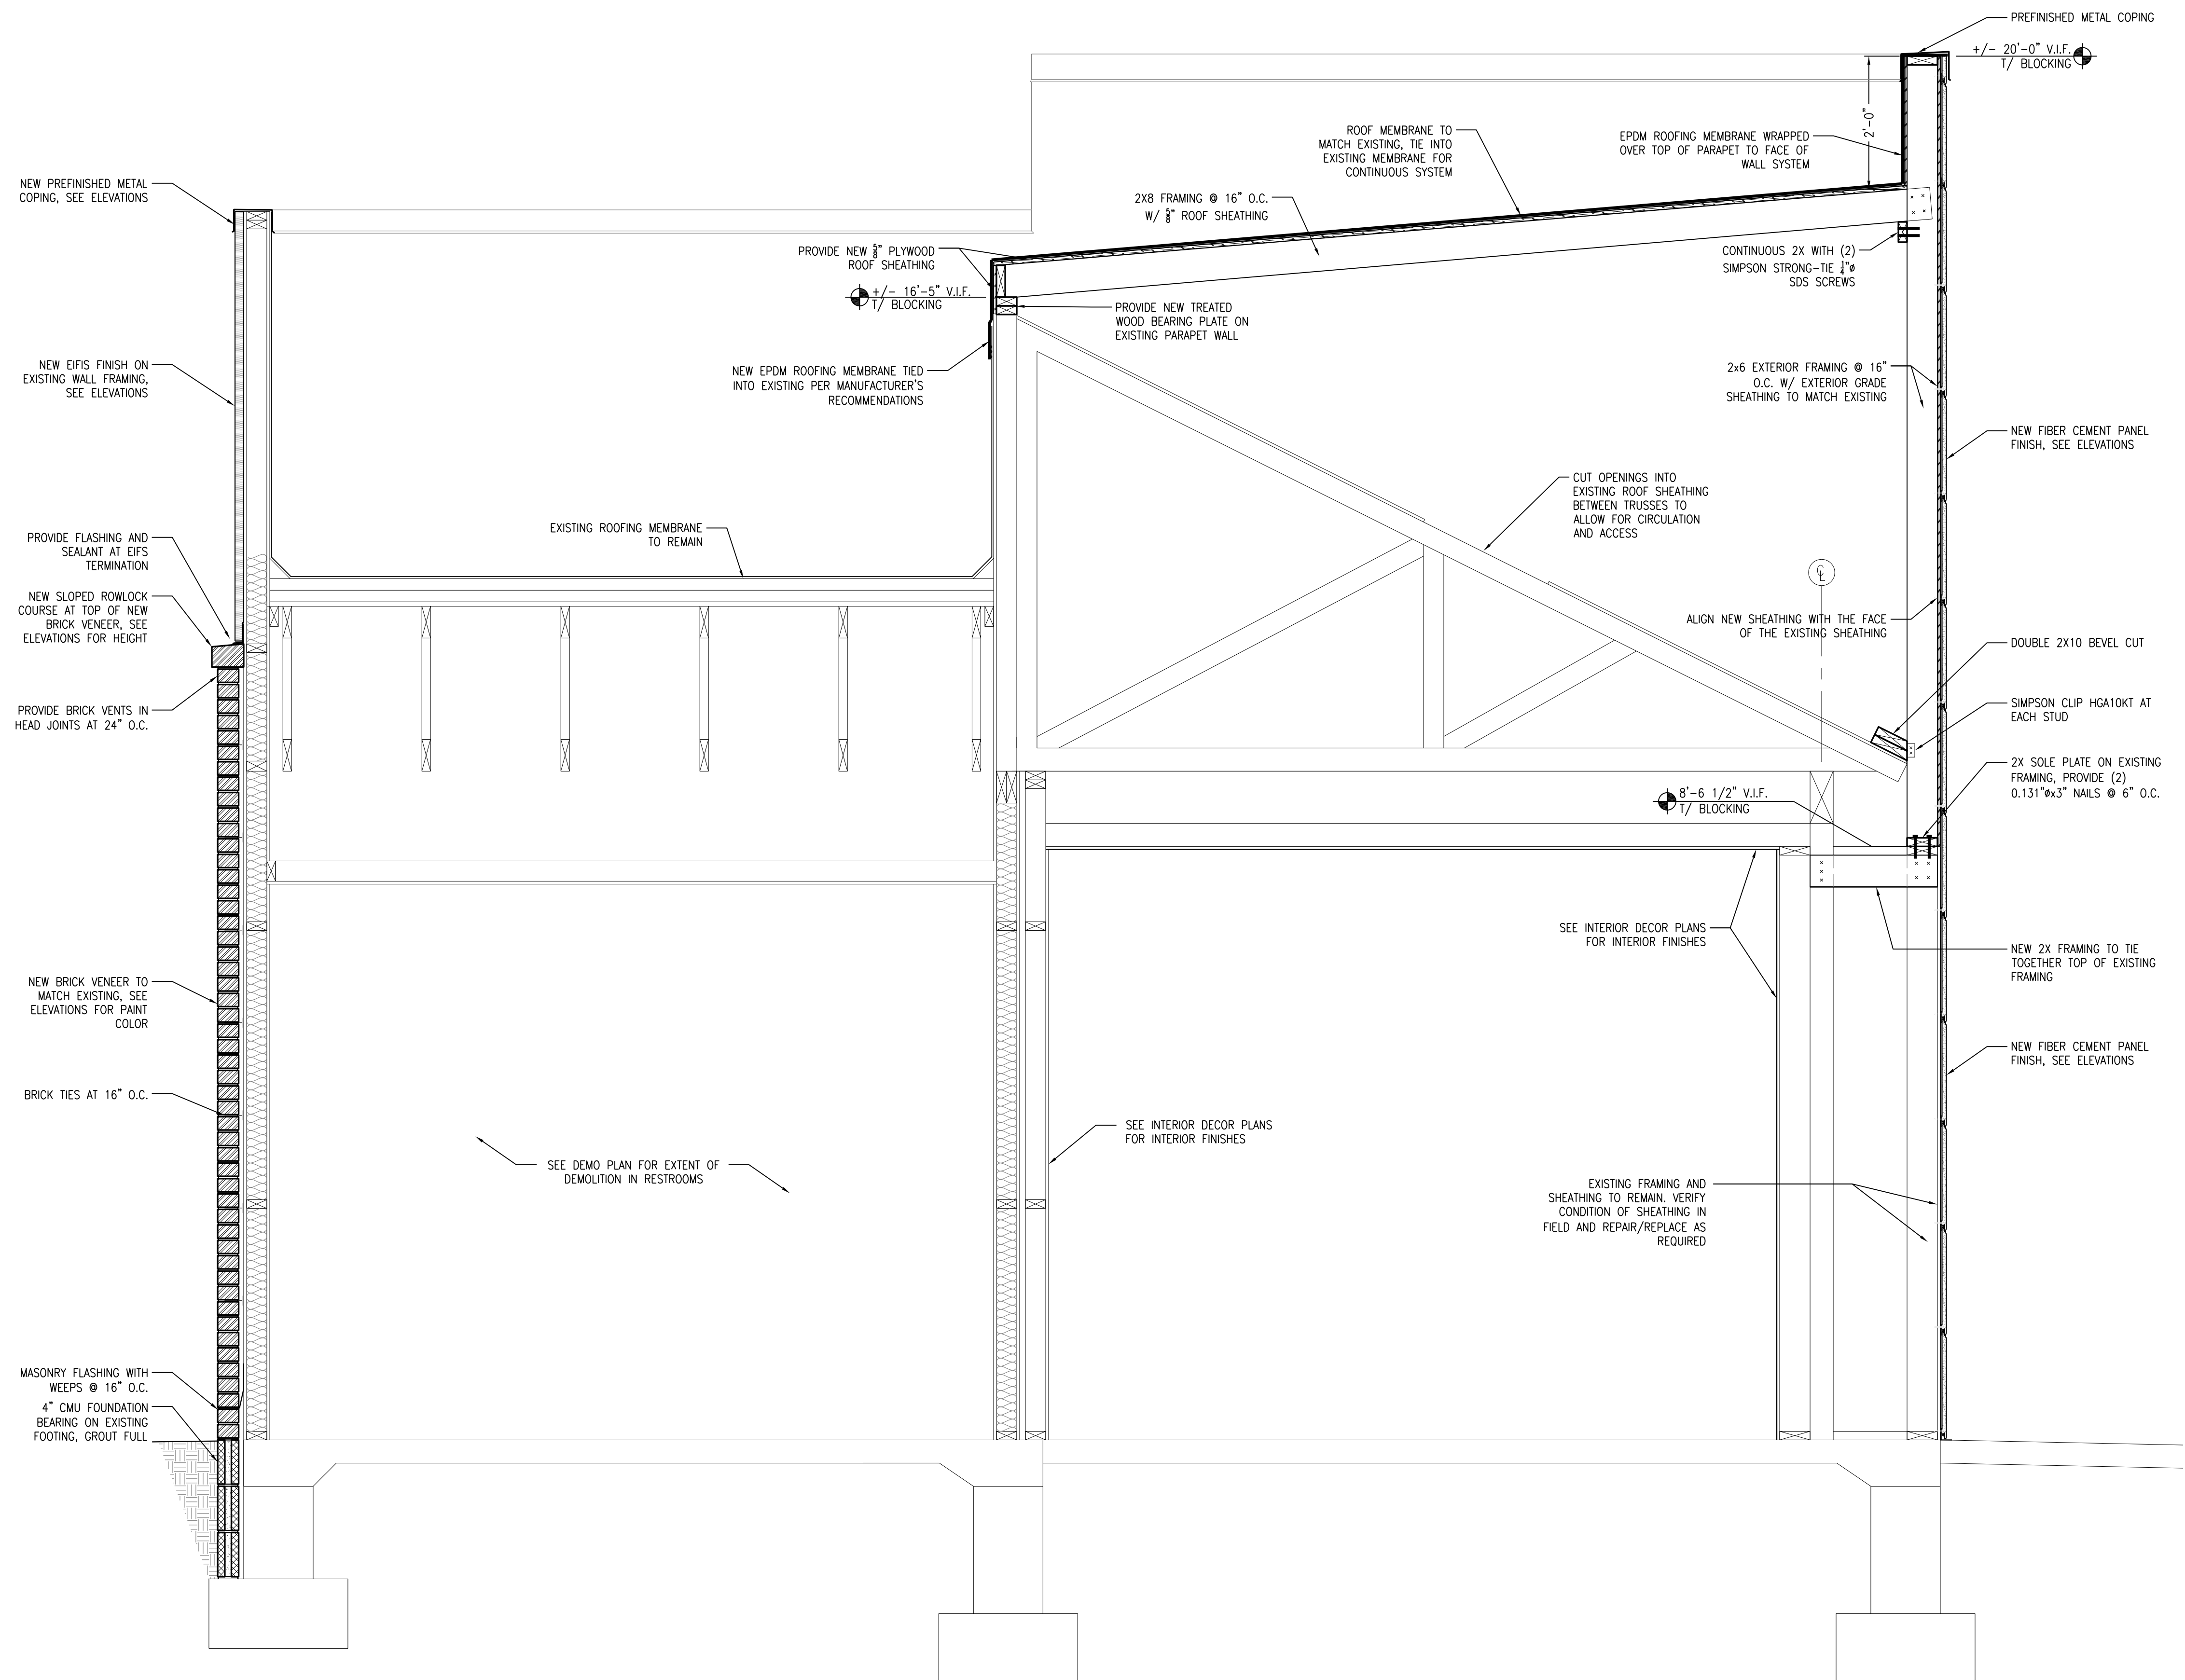 PREFINISHED METAL COPING
+/- 20'-0" V.I.F.
T/ BLOCKING
2'-0"
ROOF MEMBRANE TO
MATCH EXISTING, TIE INTO
EXISTING MEMBRANE FOR
CONTINUOUS SYSTEM
EPDM ROOFING MEMBRANE WRAPPED
OVER TOP OF PARAPET TO FACE OF
WALL SYSTEM
NEW PREFINISHED METAL
COPING, SEE ELEVATIONS
2X8 FRAMING @ 16" O.C.
W/ 5/8" ROOF SHEATHING
PROVIDE NEW 5/8" PLYWOOD
ROOF SHEATHING
+/- 16'-5" V.I.F.
T/ BLOCKING
CONTINUOUS 2X WITH (2)
SIMPSON STRONG-TIE 1/4"ø
SDS SCREWS
PROVIDE NEW TREATED
WOOD BEARING PLATE ON
EXISTING PARAPET WALL
NEW EIFIS FINISH ON
EXISTING WALL FRAMING,
SEE ELEVATIONS
NEW EPDM ROOFING MEMBRANE TIED
INTO EXISTING PER MANUFACTURER'S
RECOMMENDATIONS
2x6 EXTERIOR FRAMING @ 16"
O.C. W/ EXTERIOR GRADE
SHEATHING TO MATCH EXISTING
NEW FIBER CEMENT PANEL
FINISH, SEE ELEVATIONS
CUT OPENINGS INTO
EXISTING ROOF SHEATHING
BETWEEN TRUSSES TO
ALLOW FOR CIRCULATION
AND ACCESS
EXISTING ROOFING MEMBRANE
TO REMAIN
PROVIDE FLASHING AND
SEALANT AT EIFS
TERMINATION
CL
NEW SLOPED ROWLOCK
COURSE AT TOP OF NEW
BRICK VENEER, SEE
ELEVATIONS FOR HEIGHT
ALIGN NEW SHEATHING WITH THE FACE
OF THE EXISTING SHEATHING
DOUBLE 2X10 BEVEL CUT
PROVIDE BRICK VENTS IN
HEAD JOINTS AT 24" O.C.
SIMPSON CLIP HGA10KT AT
EACH STUD
2X SOLE PLATE ON EXISTING
FRAMING, PROVIDE (2)
0.131"øx3" NAILS @ 6" O.C.
8'-6 1/2" V.I.F.
T/ BLOCKING
SEE INTERIOR DECOR PLANS
FOR INTERIOR FINISHES
NEW 2X FRAMING TO TIE
TOGETHER TOP OF EXISTING
FRAMING
NEW BRICK VENEER TO
MATCH EXISTING, SEE
ELEVATIONS FOR PAINT
COLOR
NEW FIBER CEMENT PANEL
FINISH, SEE ELEVATIONS
BRICK TIES AT 16" O.C.
SEE INTERIOR DECOR PLANS
FOR INTERIOR FINISHES
SEE DEMO PLAN FOR EXTENT OF
DEMOLITION IN RESTROOMS
EXISTING FRAMING AND
SHEATHING TO REMAIN. VERIFY
CONDITION OF SHEATHING IN
FIELD AND REPAIR/REPLACE AS
REQUIRED
MASONRY FLASHING WITH
WEEPS @ 16" O.C.
4" CMU FOUNDATION
BEARING ON EXISTING
FOOTING, GROUT FULL